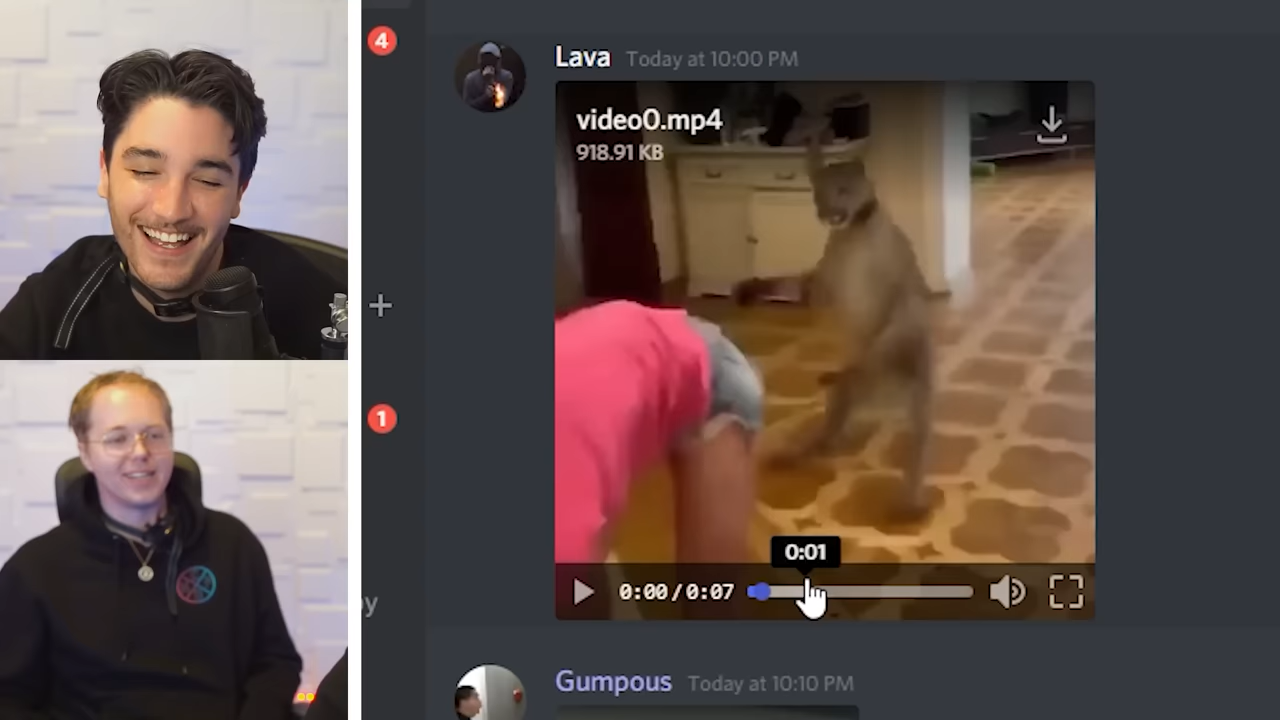 4
Lava Today at 10:00 PM
video0.mp4
918.91 KB
1
0:01
0:00/0:07
y
Gumpous Today at 10:10 PM